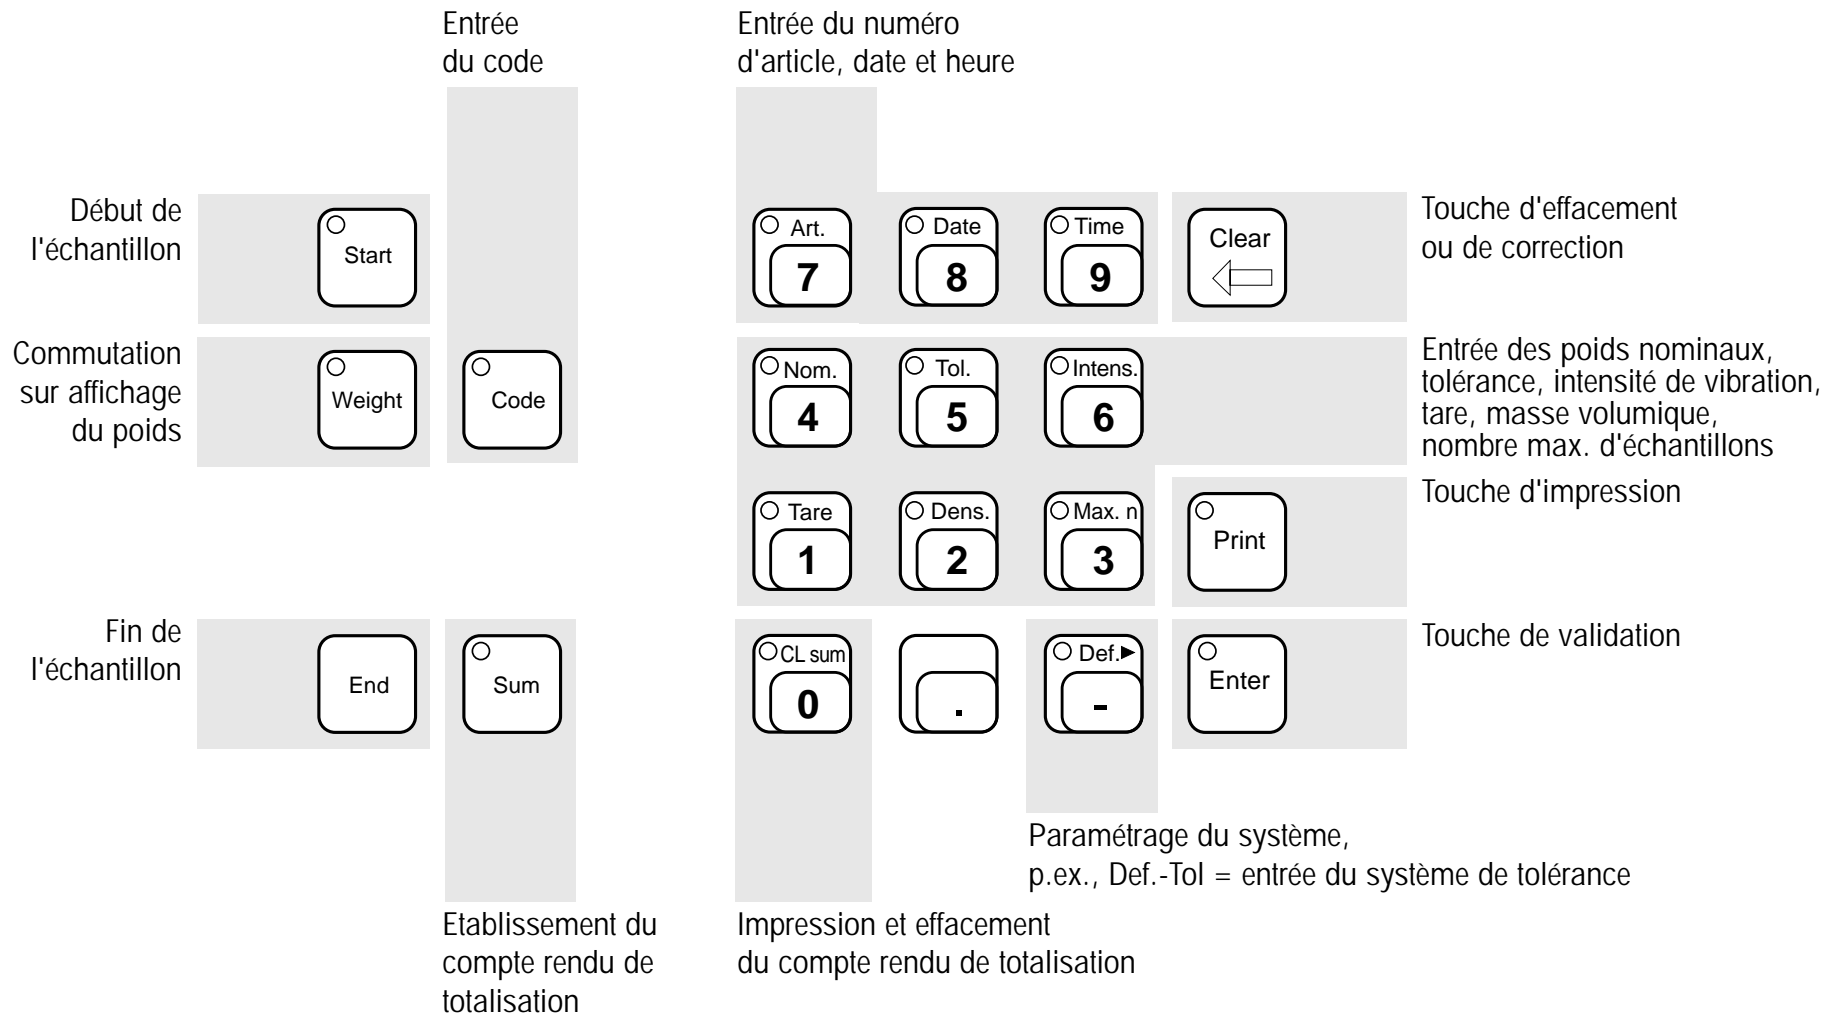 Entrée
du code
Entrée du numéro
d'article, date et heure
Début de
l'échantillon
Start
Art.
7
Date
8
Time
9
Clear
Touche d'effacement
ou de correction
Commutation
sur affichage
du poids
Weight
Code
Nom.
4
Tol.
5
Intens.
6
Entrée des poids nominaux,
tolérance, intensité de vibration,
tare, masse volumique,
nombre max. d'échantillons
Tare
1
Dens.
2
Max. n
3
Print
Touche d'impression
Fin de
l'échantillon
End
Sum
CL sum
0
.
Def.
-
Enter
Touche de validation
Paramétrage du système,
p.ex., Def.-Tol = entrée du système de tolérance
Etablissement du
compte rendu de
totalisation
Impression et effacement
du compte rendu de totalisation